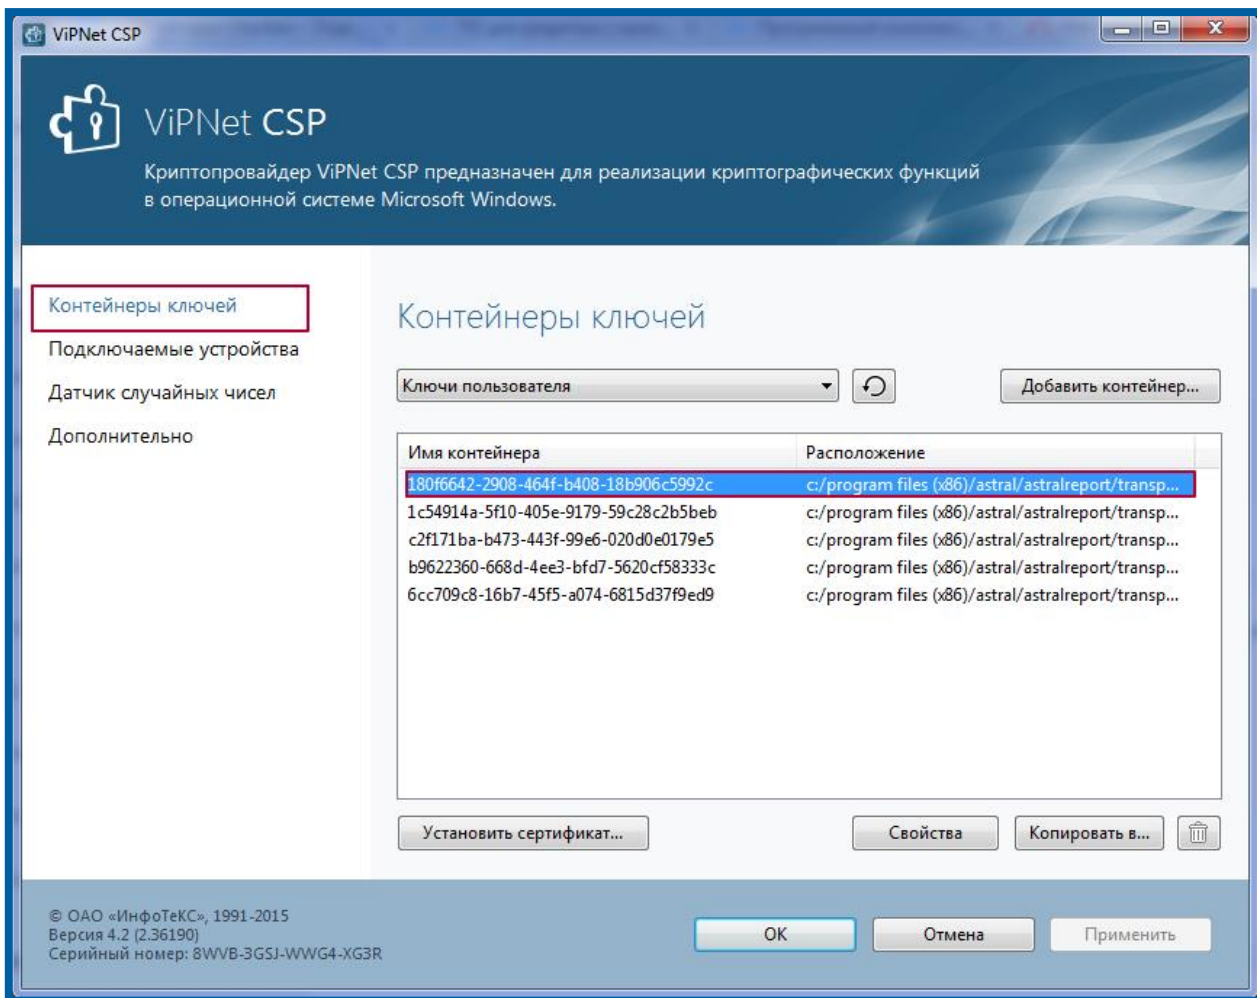 ViPNet CSP
ViPNet CSP
Криптопровайдер ViPNet CSP предназначен для реализации криптографических функций
в операционной системе Microsoft Windows.
Контейнеры ключей
Подключаемые устройства
Датчик случайных чисел
Дополнительно
Контейнеры ключей
Ключи пользователя
Добавить контейнер...
Имя контейнера Расположение
180f6642-2908-464f-b408-18b906c5992c c:/program files (x86)/astral/astralreport/transp...
1c54914a-5f10-405e-9179-59c28c2b5beb c:/program files (x86)/astral/astralreport/transp...
c2f171ba-b473-443f-99e6-020d0e0179e5 c:/program files (x86)/astral/astralreport/transp...
b9622360-668d-4ee3-bfd7-5620cf58333c c:/program files (x86)/astral/astralreport/transp...
6cc709c8-16b7-45f5-a074-6815d37f9ed9 c:/program files (x86)/astral/astralreport/transp...
Установить сертификат... Свойства Копировать в...
© ОАО «ИнфоТеКС», 1991-2015
Версия 4.2 (2.36190)
Серийный номер: 8WVB-3GSJ-WWG4-XG3R
ОК Отмена Применить